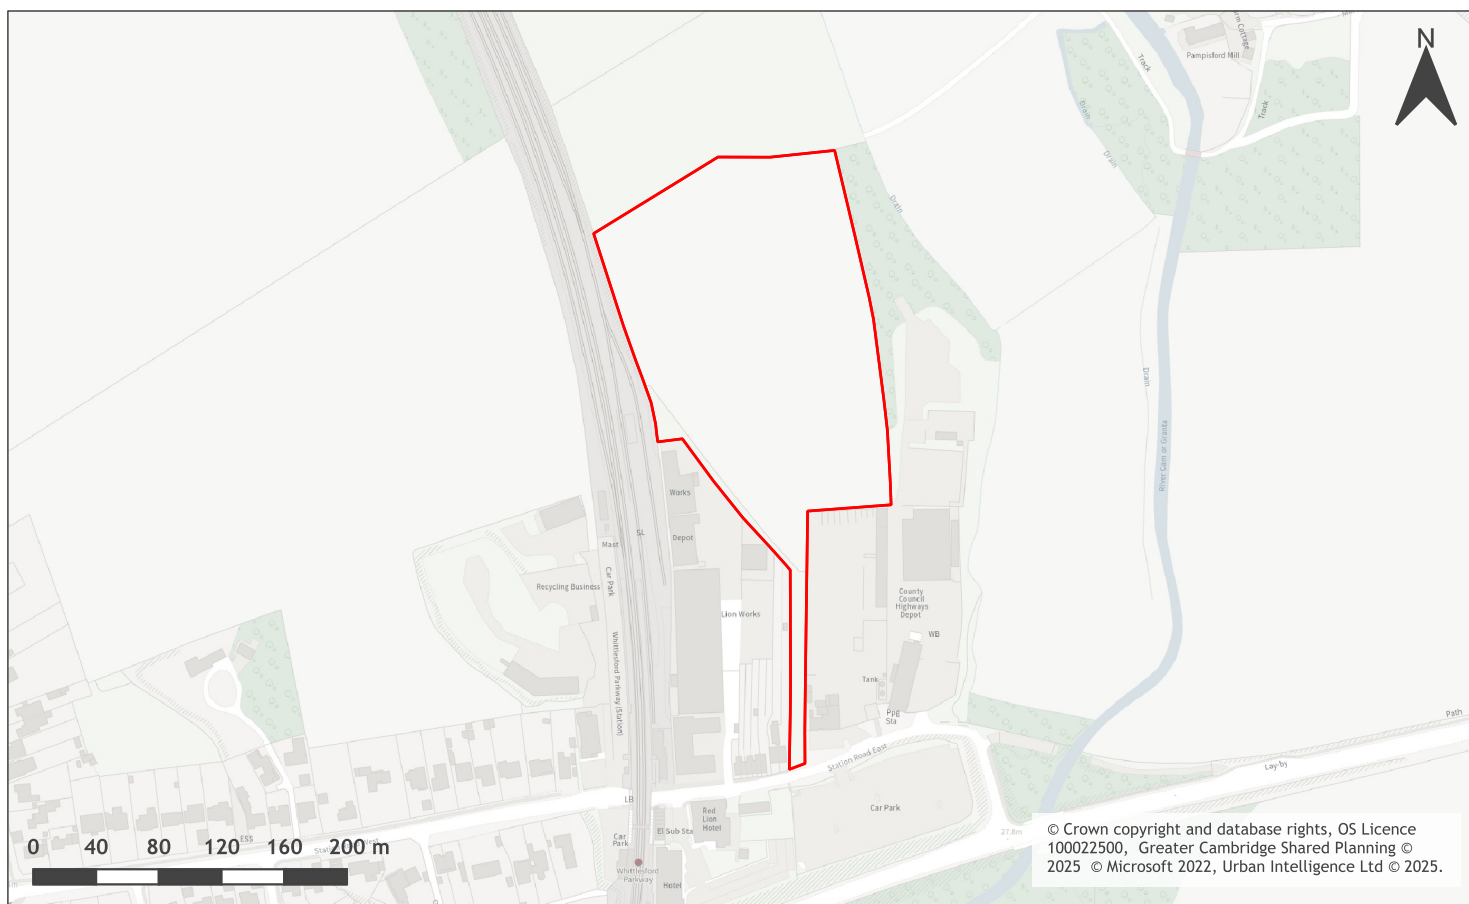 N
Farm Cottage
Pampisford Mill
Track
Track
Drain
Drain
Drain
Drain
River Cam or Granta
Works
SL
Mast
Depot
Car Park
Recycling Business
Lion Works
County
Council
Highways
Depot
WB
Whittlesford Parkway (Station)
Tank
Ppg
Sta
Path
Station Road East
Lay-by
LB
Red
Lion
Hotel
Car Park
El Sub Sta
27.8m
ESS
Car
Park
Whittlesford
Parkway
Hotel
0 40 80 120 160 200 m
© Crown copyright and database rights, OS Licence
100022500, Greater Cambridge Shared Planning ©
2025 © Microsoft 2022, Urban Intelligence Ltd © 2025.